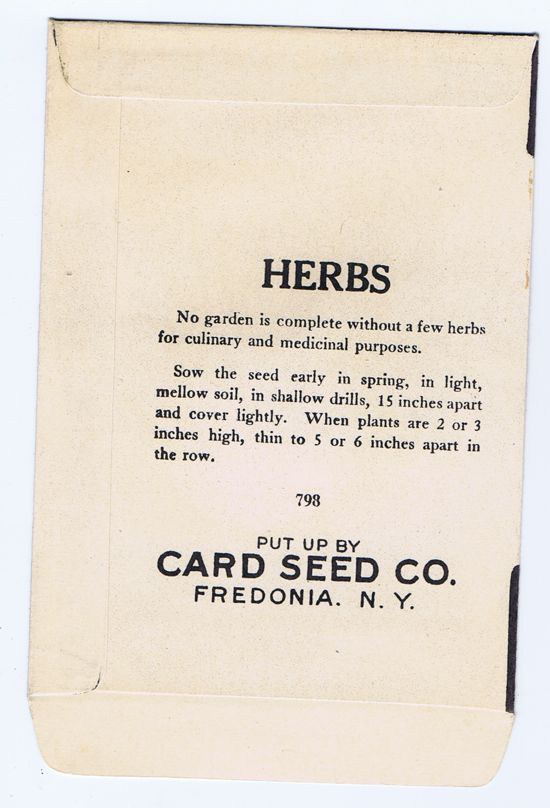 HERBS
No garden is complete without a few herbs
for culinary and medicinal purposes.
Sow the seed early in spring, in light,
mellow soil, in shallow drills, 15 inches apart
and cover lightly. When plants are 2 or 3
inches high, thin to 5 or 6 inches apart in
the row.
798
PUT UP BY
CARD SEED CO.
FREDONIA. N. Y.